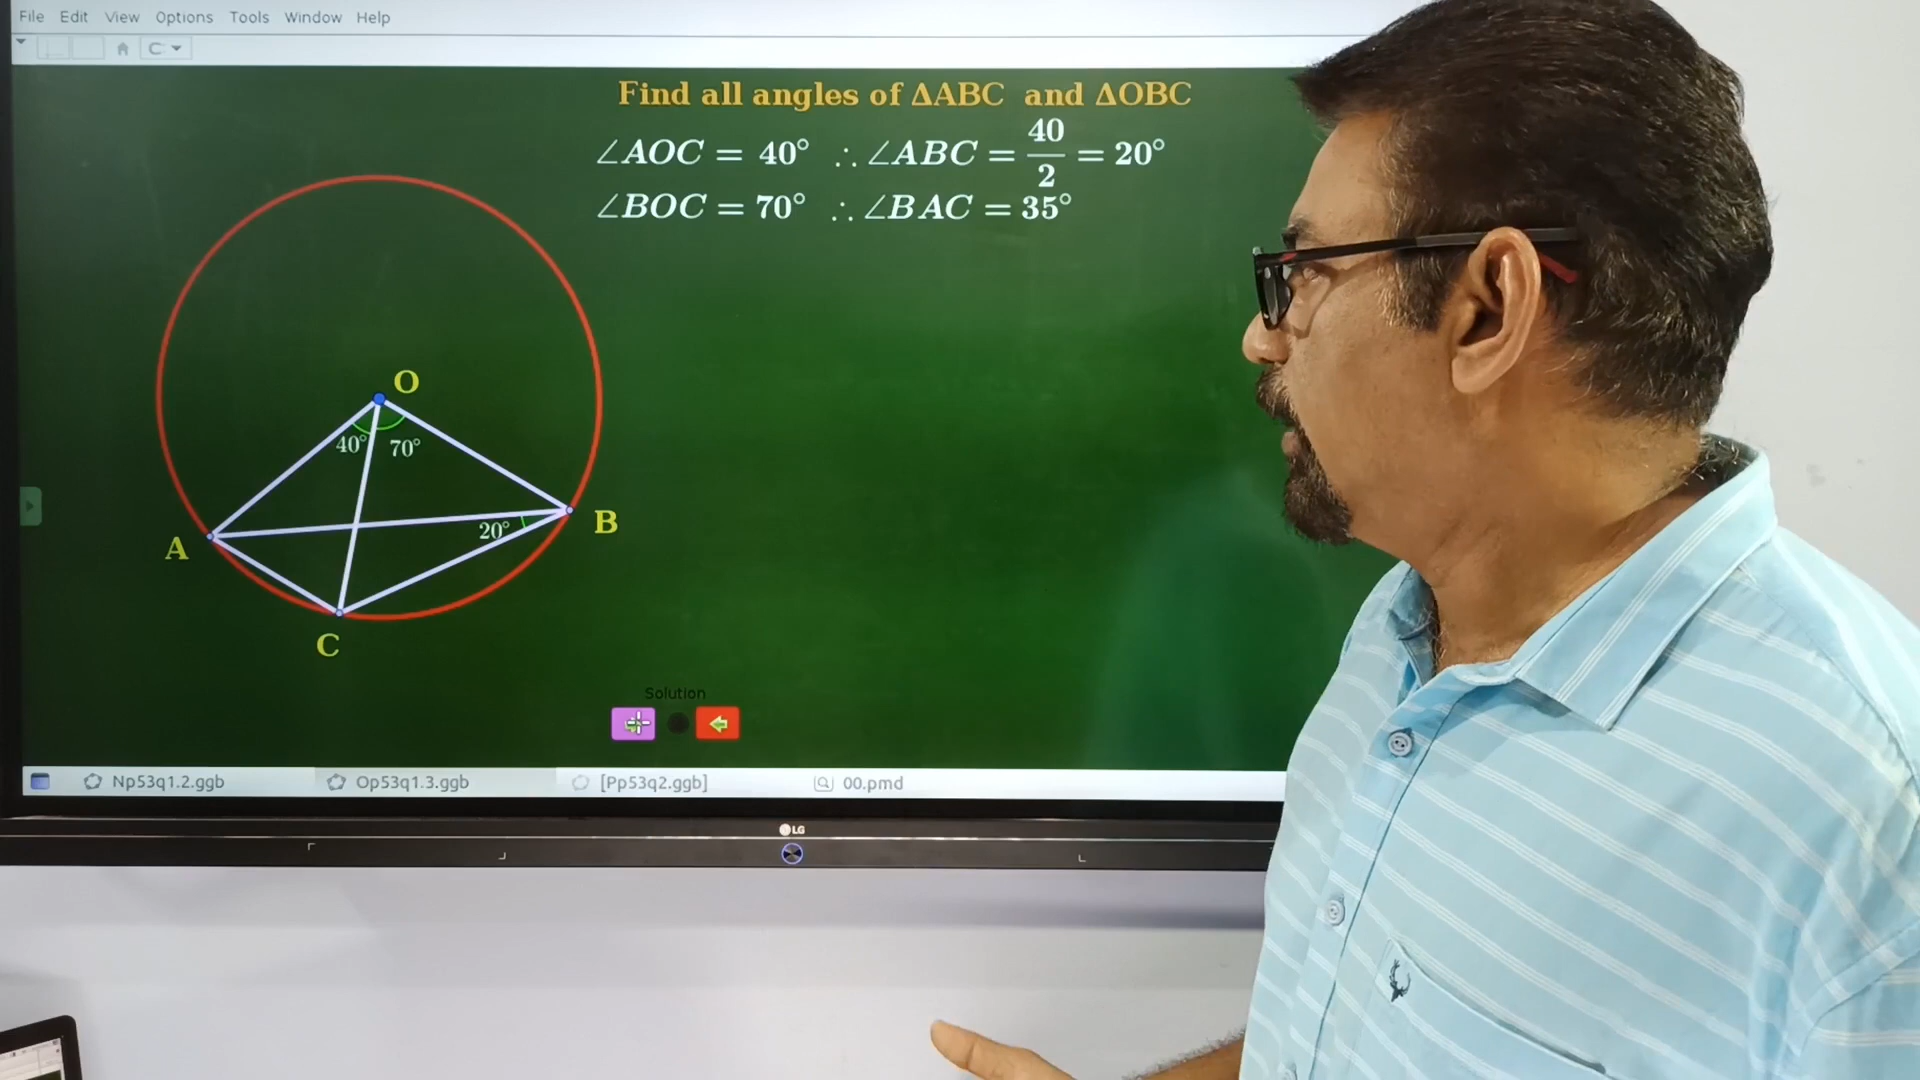 File Edit View Options Tools Window Help
C:
Find all angles of ΔABC and ΔOBC
∠AOC = 40° ∴ ∠ABC = 40/2 = 20°
∠BOC = 70° ∴ ∠BAC = 35°
O
40° 70°
20°
B
A
C
Solution
Np53q1.2.ggb Op53q1.3.ggb [Pp53q2.ggb] 00.pmd
LG